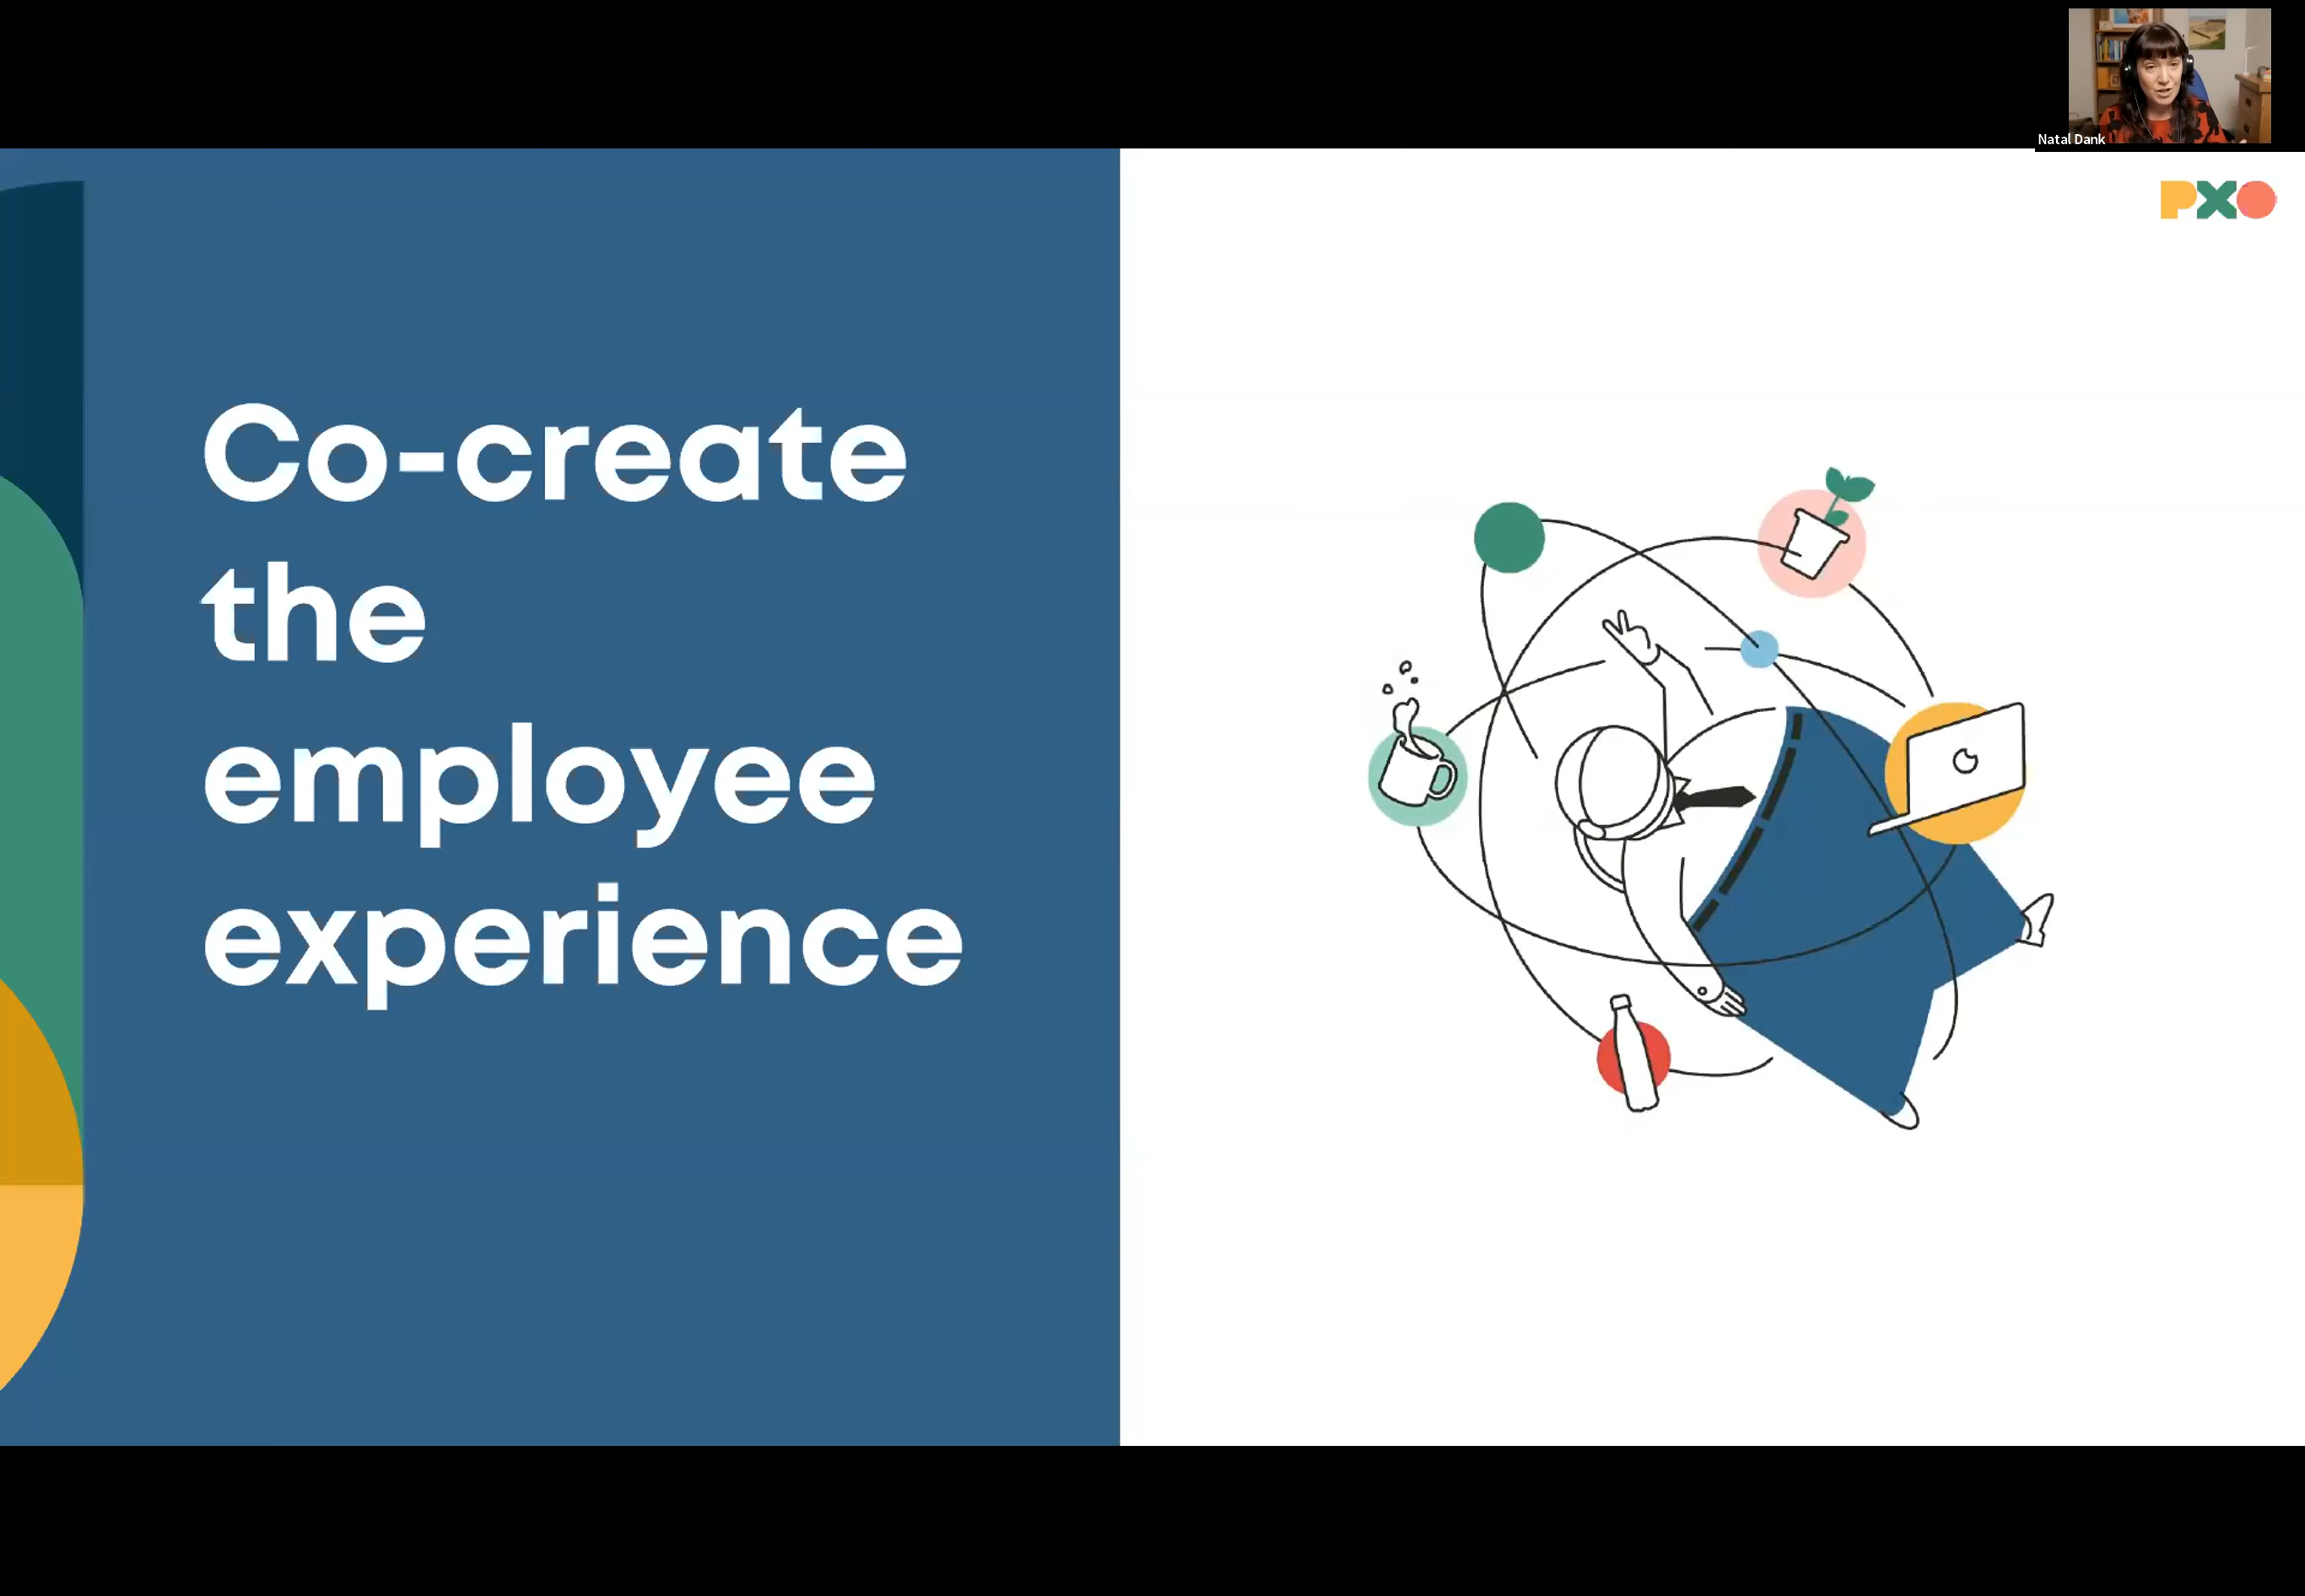 Natal Dank
PXO
Co-create
the
employee
experience